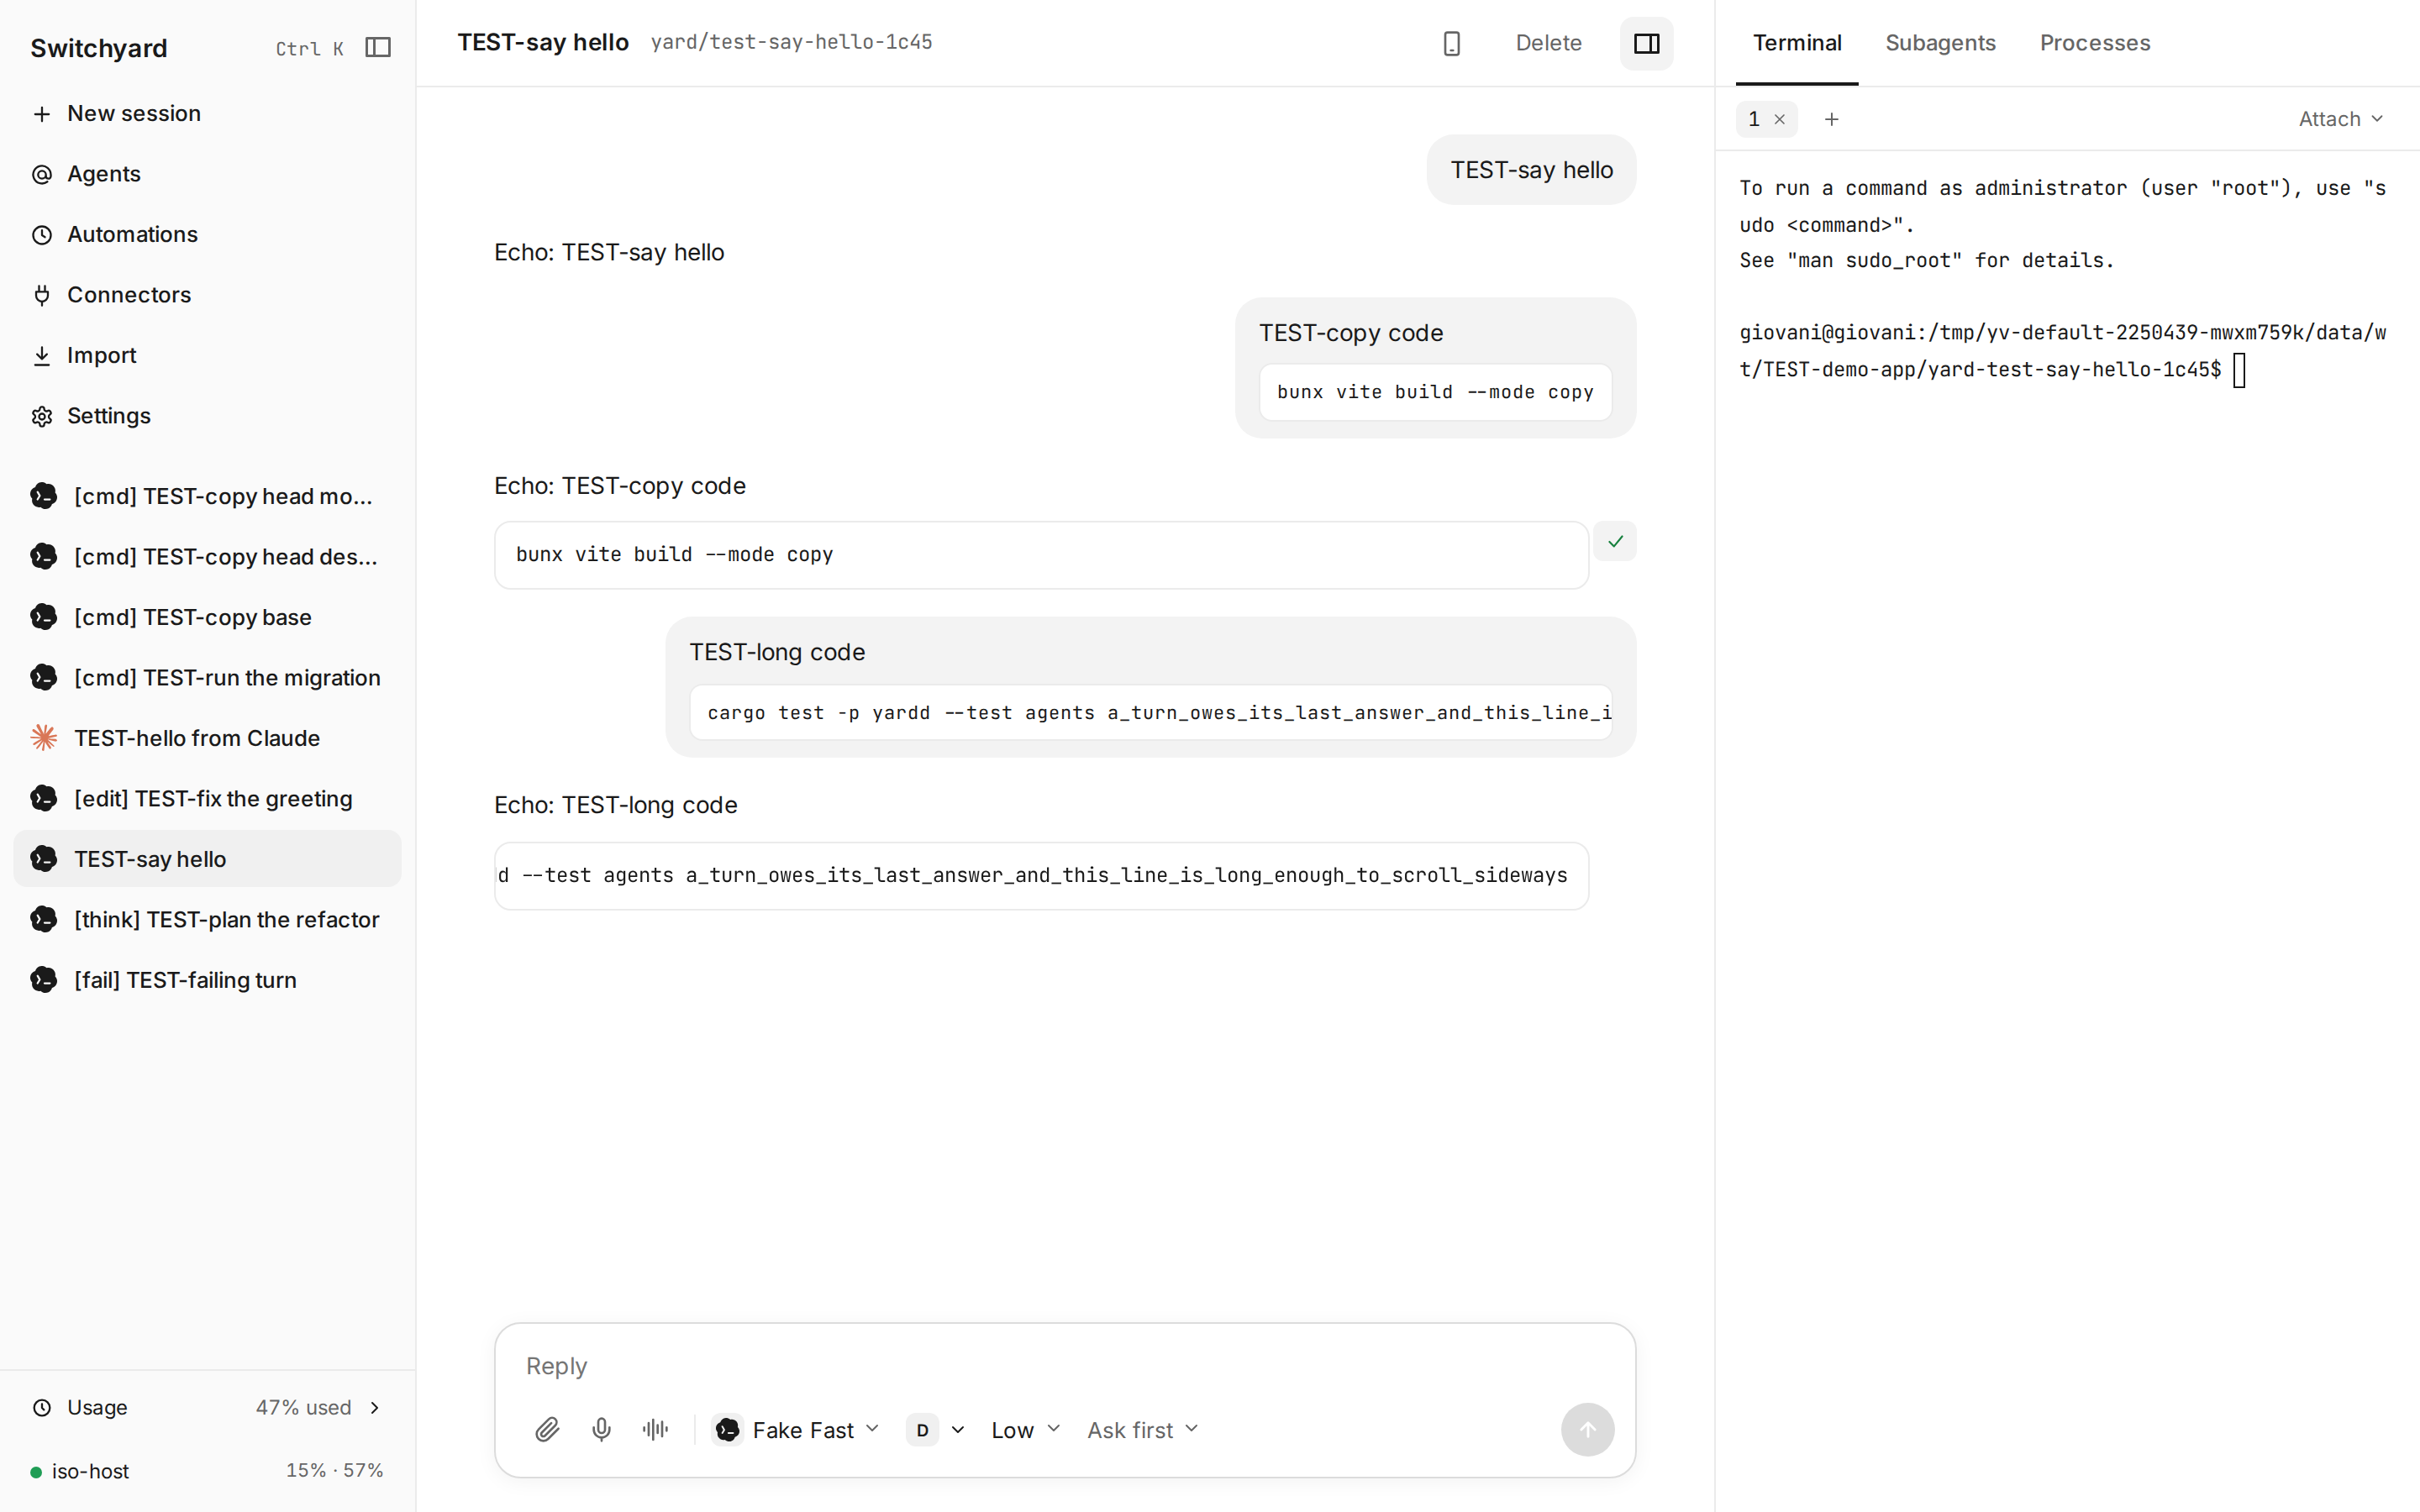 Switchyard
Ctrl K
New session
Agents
Automations
Connectors
Import
Settings
[cmd] TEST-copy head mo...
[cmd] TEST-copy head des...
[cmd] TEST-copy base
[cmd] TEST-run the migration
TEST-hello from Claude
[edit] TEST-fix the greeting
TEST-say hello
[think] TEST-plan the refactor
[fail] TEST-failing turn
Usage 47% used
iso-host 15% · 57%
TEST-say hello yard/test-say-hello-1c45
Delete
TEST-say hello
Echo: TEST-say hello
TEST-copy code
bunx vite build --mode copy
Echo: TEST-copy code
bunx vite build --mode copy
TEST-long code
cargo test -p yardd --test agents a_turn_owes_its_last_answer_and_this_line_i
Echo: TEST-long code
d --test agents a_turn_owes_its_last_answer_and_this_line_is_long_enough_to_scroll_sideways
Reply
Fake Fast D Low Ask first
Terminal Subagents Processes
1
Attach
To run a command as administrator (user "root"), use "s
udo <command>".
See "man sudo_root" for details.
giovani@giovani:/tmp/yv-default-2250439-mwxm759k/data/w
t/TEST-demo-app/yard-test-say-hello-1c45$